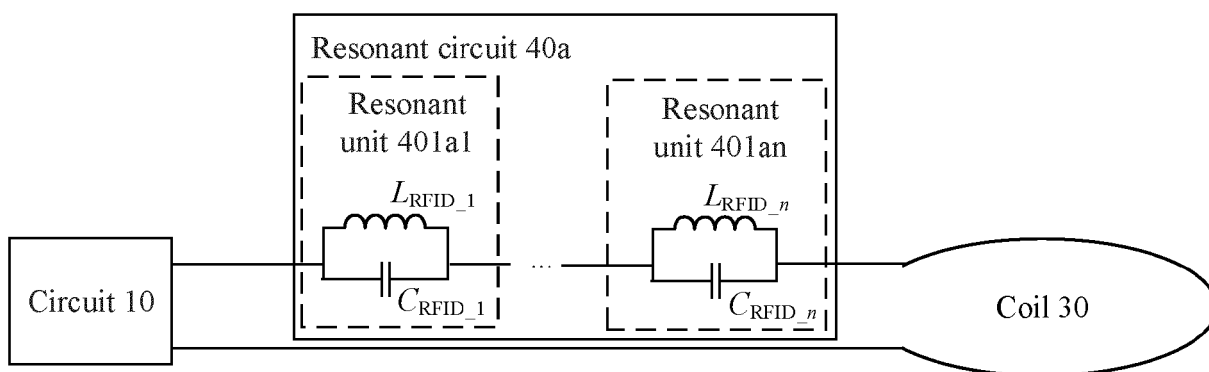 Resonant circuit 40a
Resonant
unit 401a1
Resonant
unit 401an
L_RFID_1
L_RFID_n
...
Circuit 10
C_RFID_1
C_RFID_n
Coil 30